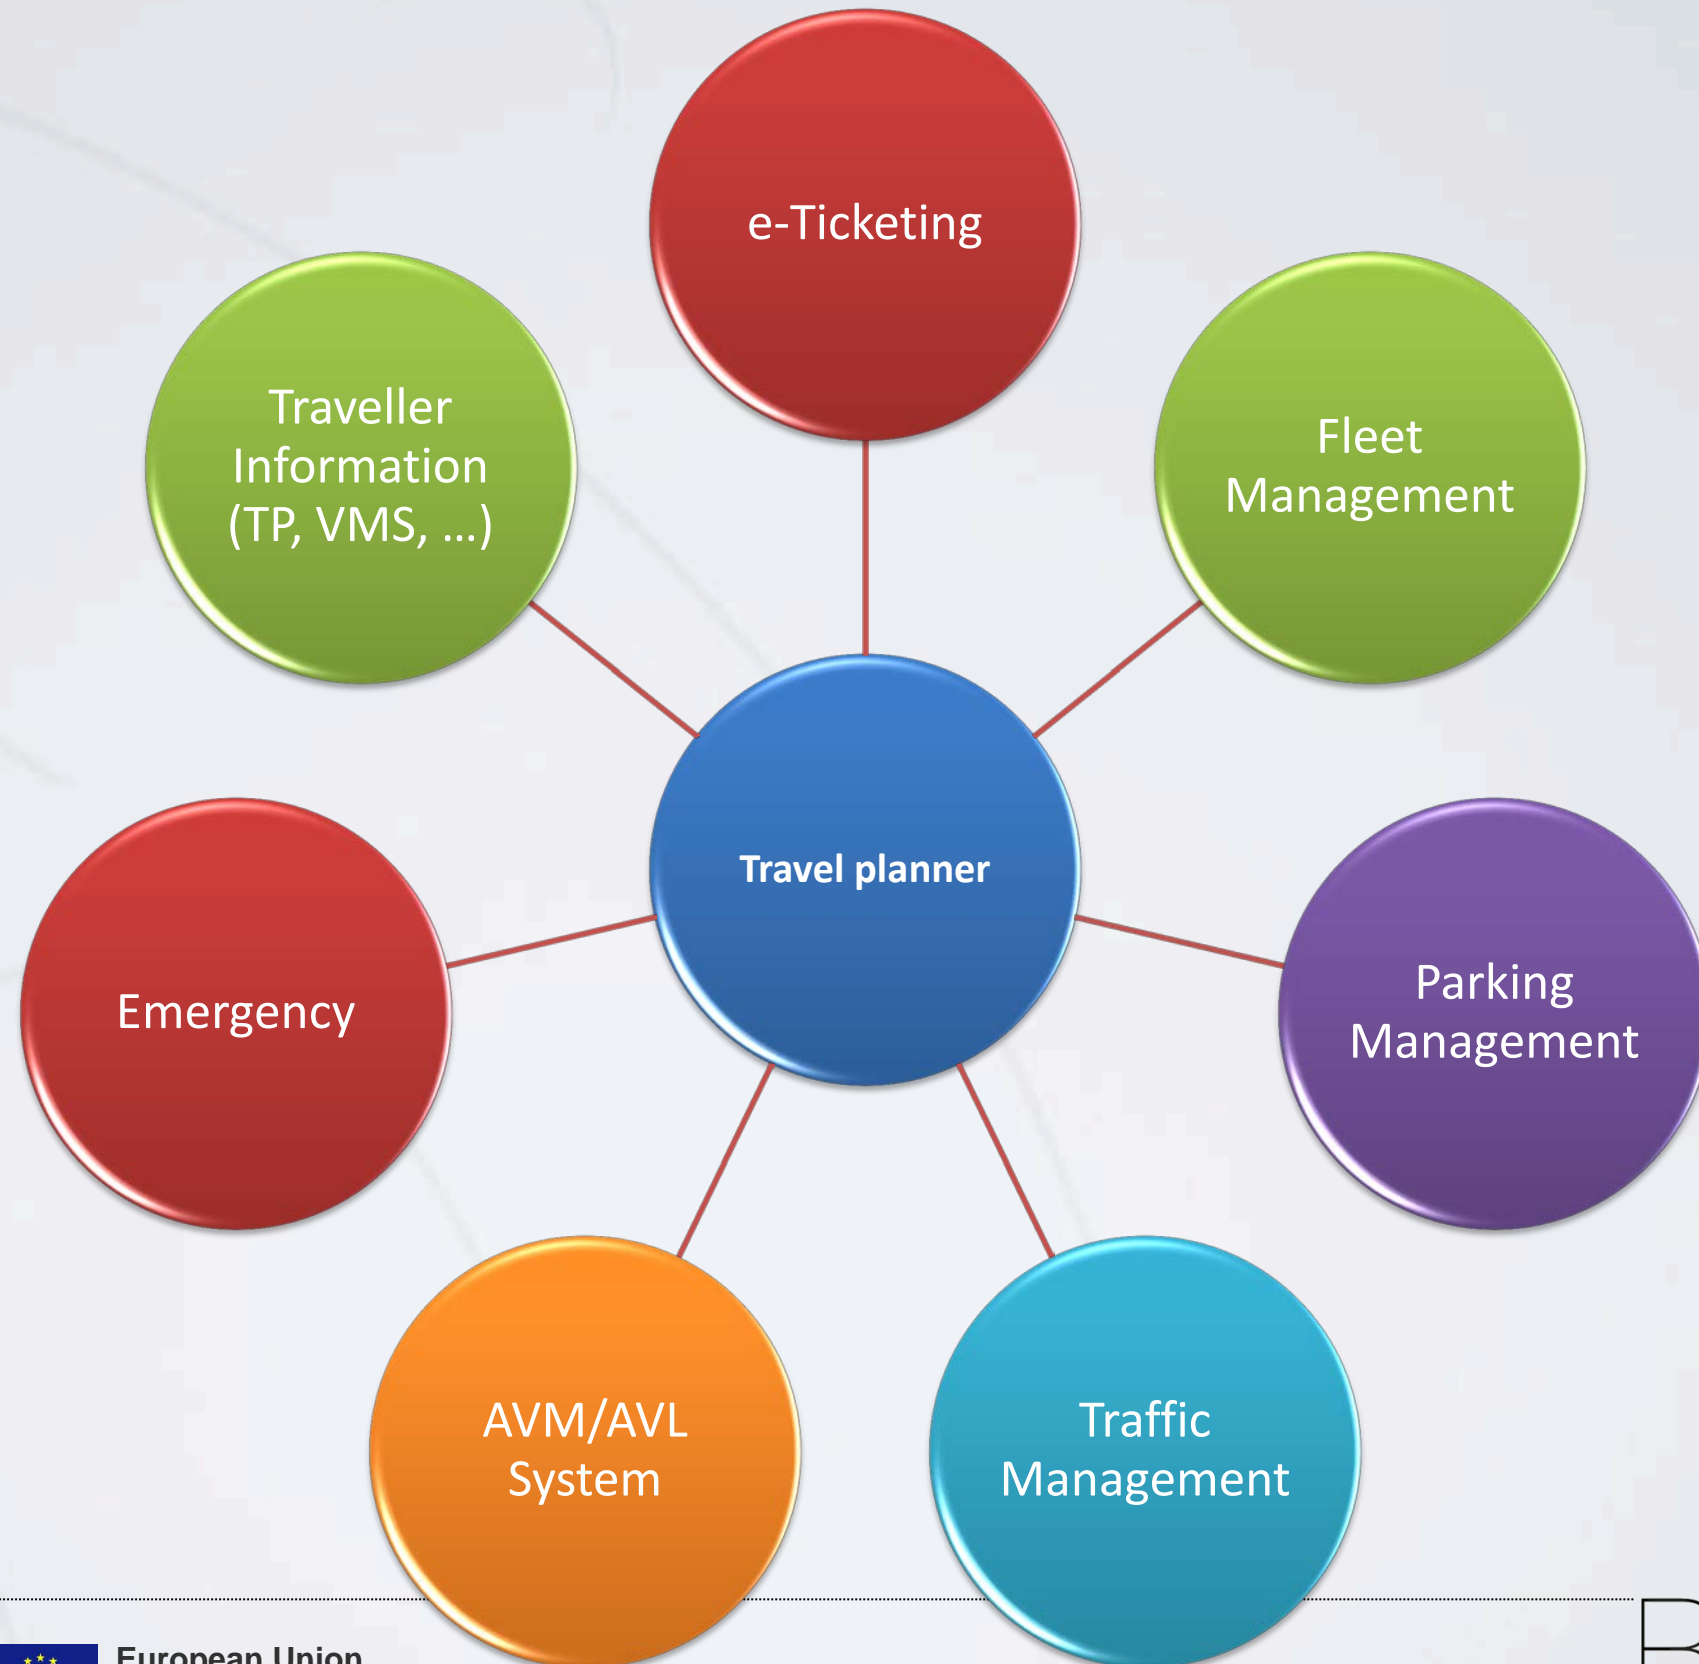 e-Ticketing
Traveller
Information
(TP, VMS, ...)
Fleet
Management
Travel planner
Emergency
Parking
Management
AVM/AVL
System
Traffic
Management
European Union